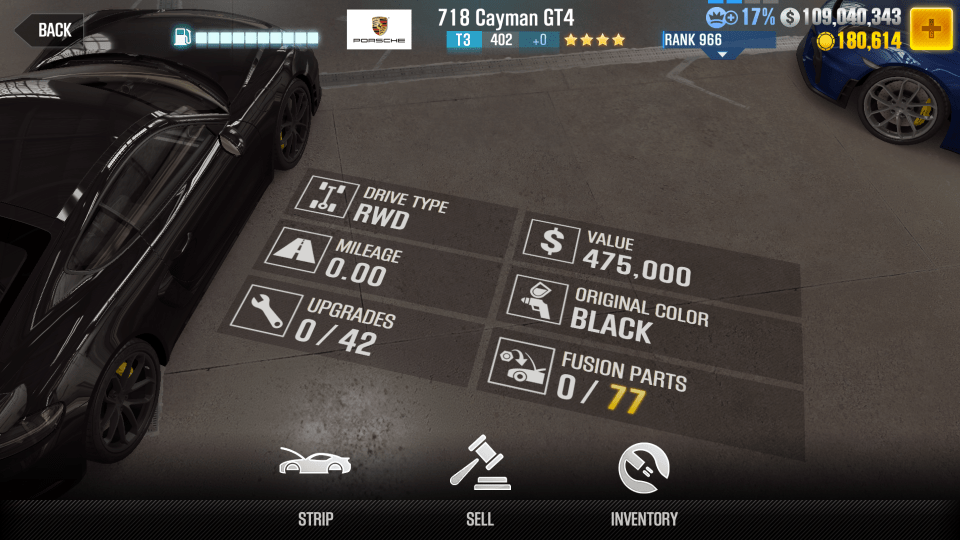 BACK
PORSCHE
718 Cayman GT4
T3 402 +0
17%
109,040,343
RANK 966
180,614
DRIVE TYPE
RWD
MILEAGE
0.00
UPGRADES
0 / 42
VALUE
475,000
ORIGINAL COLOR
BLACK
FUSION PARTS
0 / 77
STRIP
SELL
INVENTORY